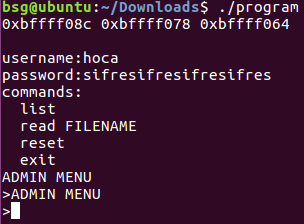 bsg@ubuntu:~/Downloads$ ./program
0xbffff08c 0xbffff078 0xbffff064
username:hoca
password:sifresifresifresifres
commands:
  list
  read FILENAME
  reset
  exit
ADMIN MENU
>ADMIN MENU
>